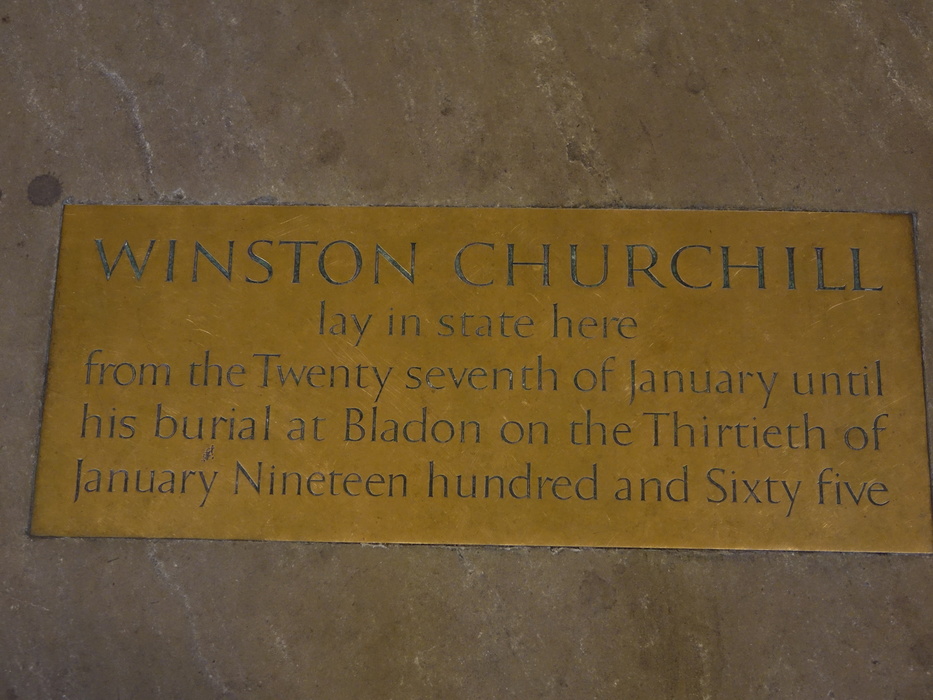 WINSTON CHURCHILL
lay in state here
from the Twenty seventh of January until
his burial at Bladon on the Thirtieth of
January Nineteen hundred and Sixty five